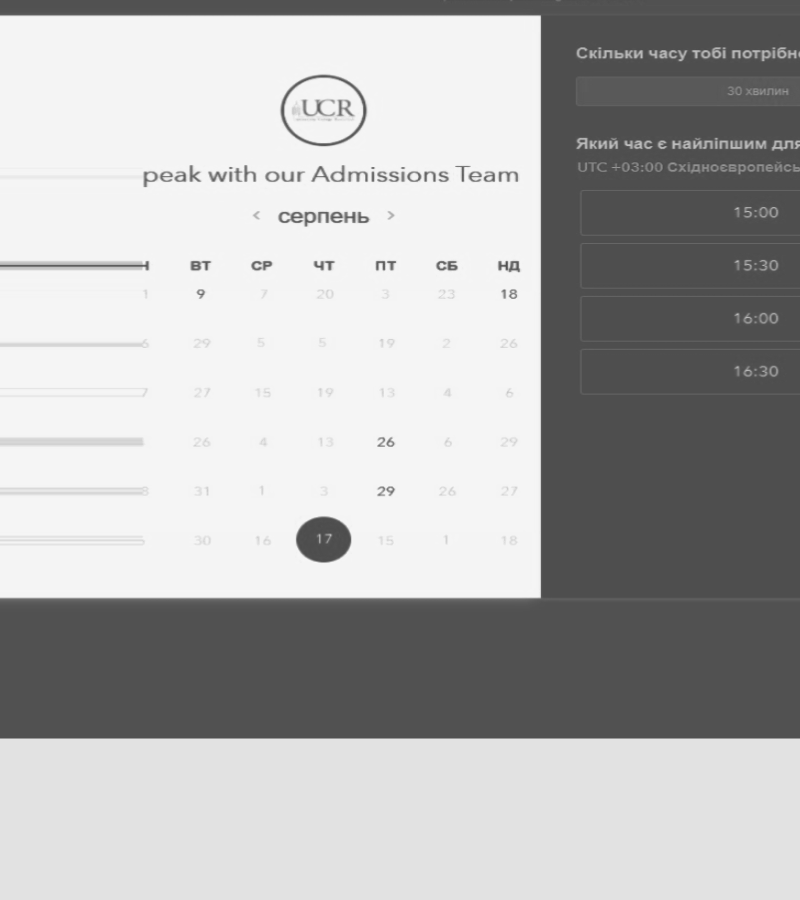 UCR
peak with our Admissions Team
< серпень >
ВТ СР ЧТ ПТ СБ НД
1 9 7 20 3 23 18
6 29 5 5 19 2 26
7 27 15 19 13 4 6
26 4 13 26 6 29
8 31 1 3 29 26 27
30 16 17 15 1 18
Скільки часу тобі потрібн
30 хвилин
Який час є найліпшим для
UTC +03:00 Східноєвропейсь
15:00
15:30
16:00
16:30